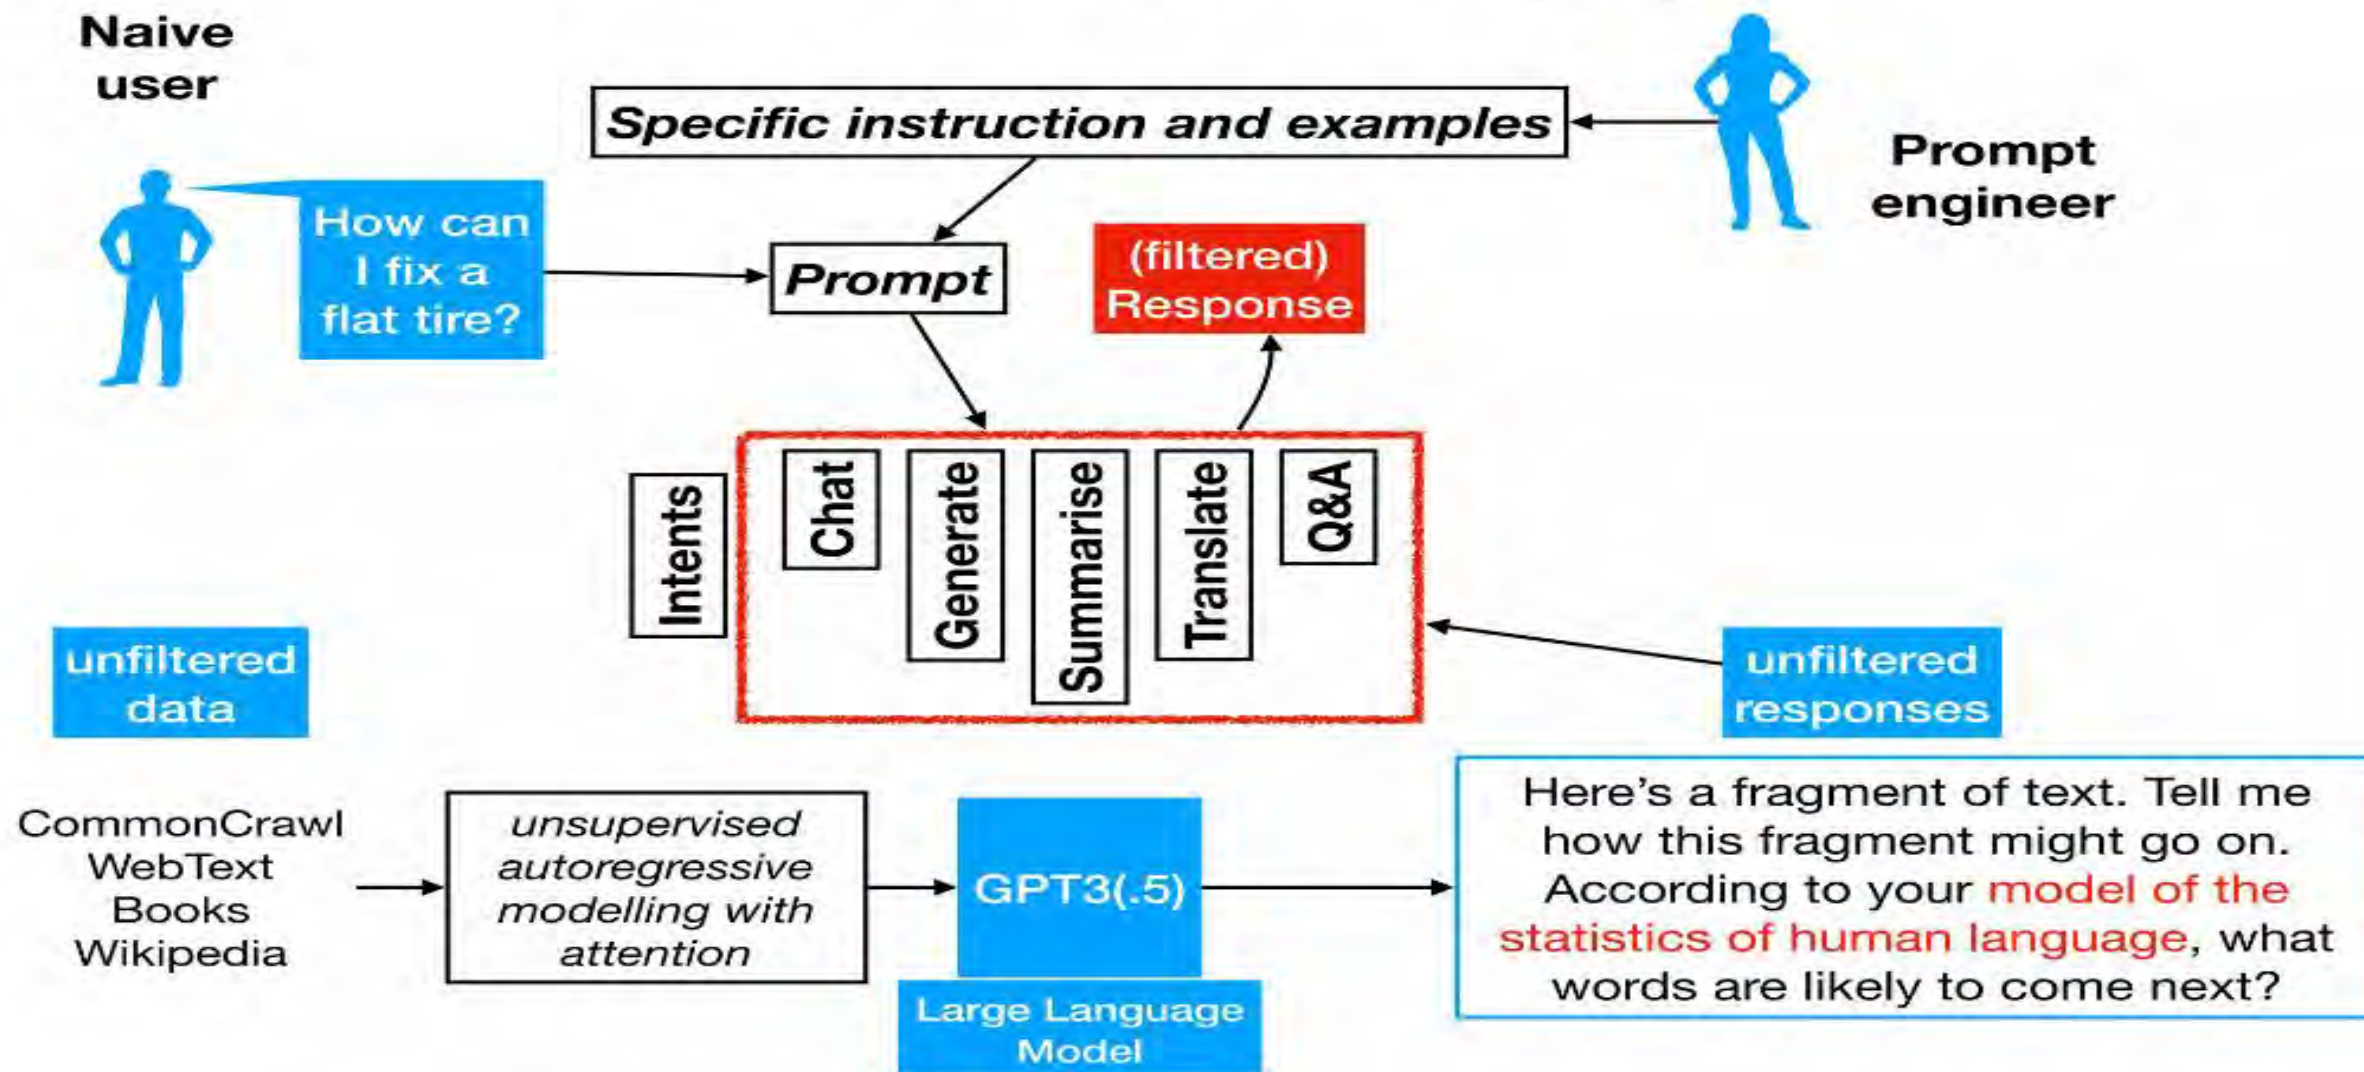 Naive
user
Specific instruction and examples
Prompt
engineer
How can
I fix a
flat tire?
Prompt
(filtered)
Response
Intents
Chat
Generate
Summarise
Translate
Q&A
unfiltered
data
unfiltered
responses
CommonCrawl
WebText
Books
Wikipedia
unsupervised
autoregressive
modelling with
attention
GPT3(.5)
Large Language
Model
Here's a fragment of text. Tell me
how this fragment might go on.
According to your model of the
statistics of human language, what
words are likely to come next?